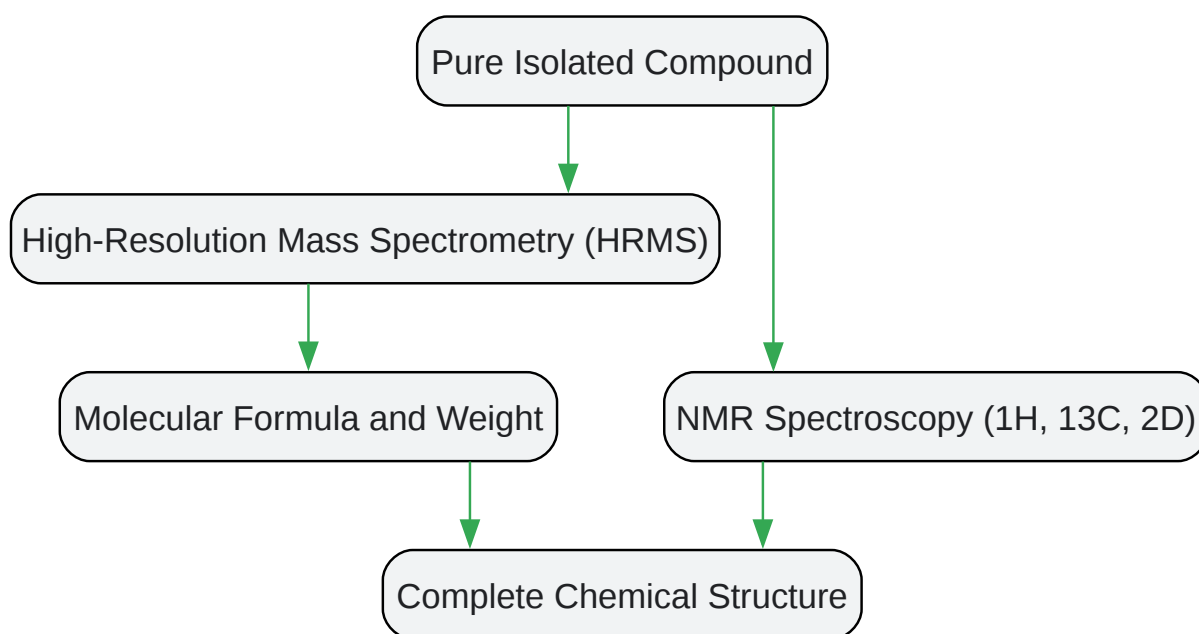 Pure Isolated Compound
High-Resolution Mass Spectrometry (HRMS)
Molecular Formula and Weight
NMR Spectroscopy (1H, 13C, 2D)
Complete Chemical Structure